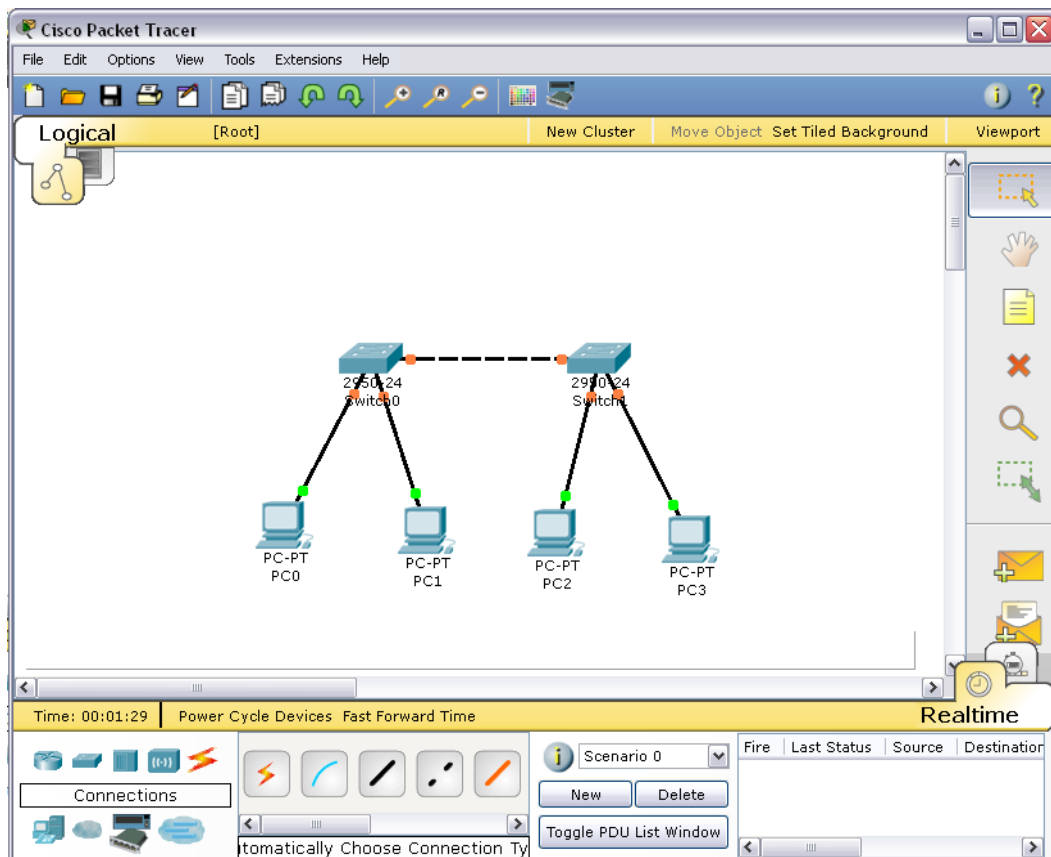 Cisco Packet Tracer
File Edit Options View Tools Extensions Help
Logical [Root] New Cluster Move Object Set Tiled Background Viewport
2950-24
Switch0
2950-24
Switch1
PC-PT
PC0
PC-PT
PC1
PC-PT
PC2
PC-PT
PC3
Time: 00:01:29 Power Cycle Devices Fast Forward Time Realtime
Connections
utomatically Choose Connection Ty
Scenario 0
New Delete
Toggle PDU List Window
Fire Last Status Source Destination